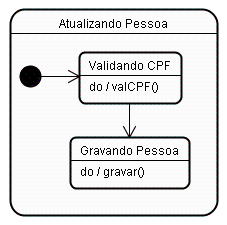 Atualizando Pessoa
Validando CPF
do / valCPF()
Gravando Pessoa
do / gravar()